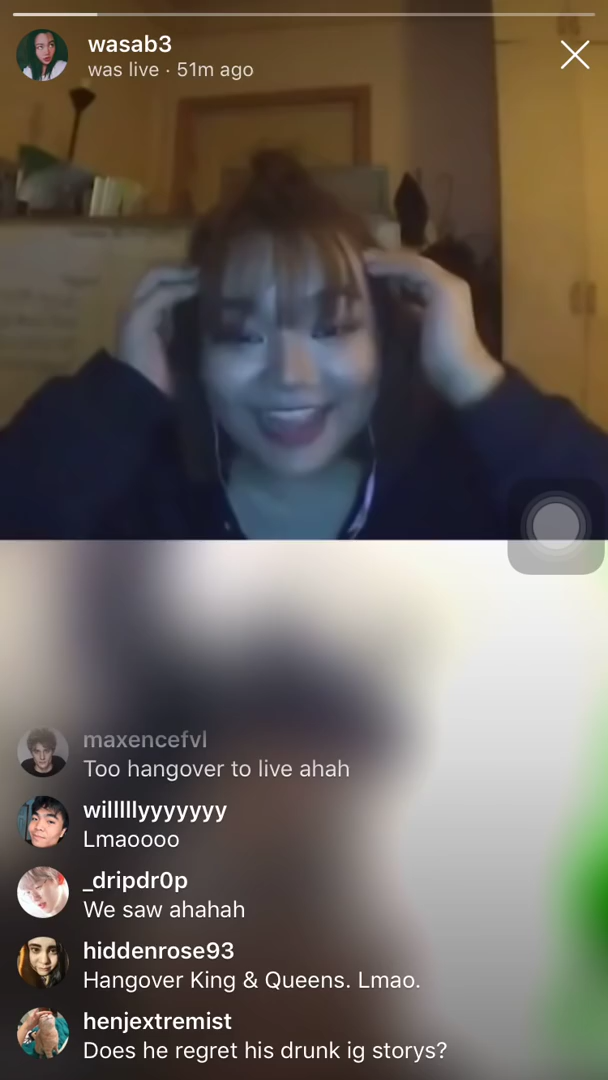 wasab3
was live · 51m ago
maxencefvl
Too hangover to live ahah
willlllyyyyyyy
Lmaoooo
_dripdr0p
We saw ahahah
hiddenrose93
Hangover King & Queens. Lmao.
henjextremist
Does he regret his drunk ig storys?